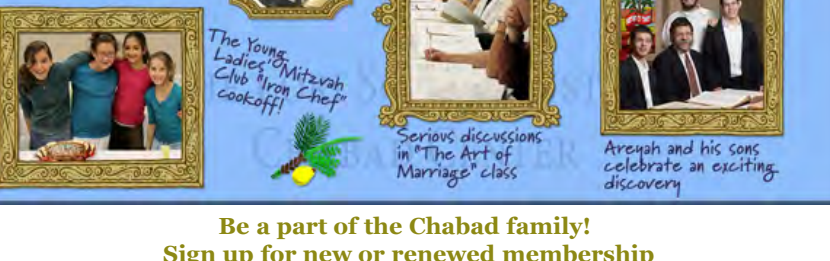 The Young
Ladies' Mitzvah
Club "Iron Chef"
cookoff!
Serious discussions
in "The Art of
Marriage" class
Areyah and his sons
celebrate an exciting
discovery
Be a part of the Chabad family!
Sign up for new or renewed membership